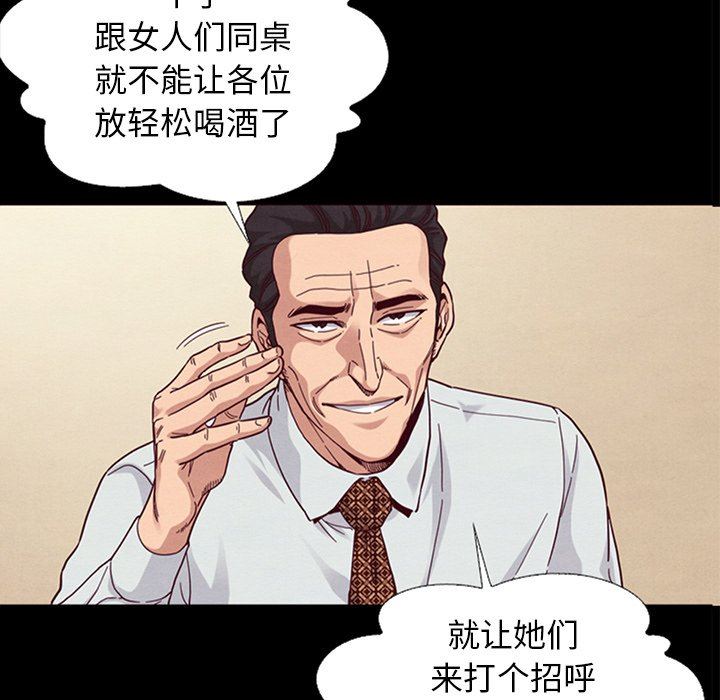 跟女人们同桌
就不能让各位
放轻松喝酒了
就让她们
来打个招呼